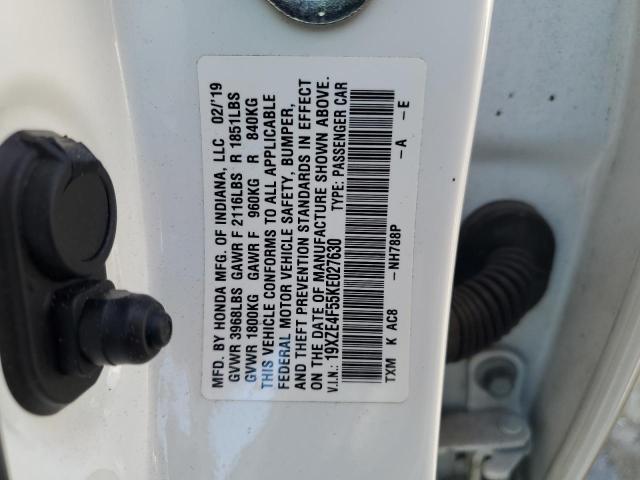 MFD. BY HONDA MFG. OF INDIANA, LLC 02/'19
GVWR 3968LBS GAWR F 2116LBS R 1851LBS
GVWR 1800KG GAWR F 960KG R 840KG
THIS VEHICLE CONFORMS TO ALL APPLICABLE
FEDERAL MOTOR VEHICLE SAFETY, BUMPER,
AND THEFT PREVENTION STANDARDS IN EFFECT
ON THE DATE OF MANUFACTURE SHOWN ABOVE.
V.I.N.: 19XZE4F55KE027630 TYPE: PASSENGER CAR
TXM K AC8 -NH788P -A -E